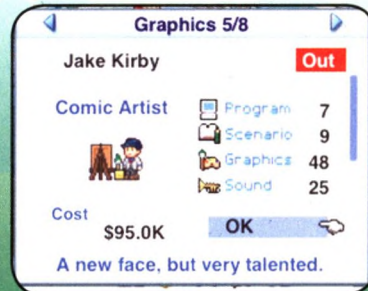 Graphics 5/8
Jake Kirby Out
Comic Artist
Program 7
Scenario 9
Graphics 48
Sound 25
Cost
$95.0K
OK
A new face, but very talented.